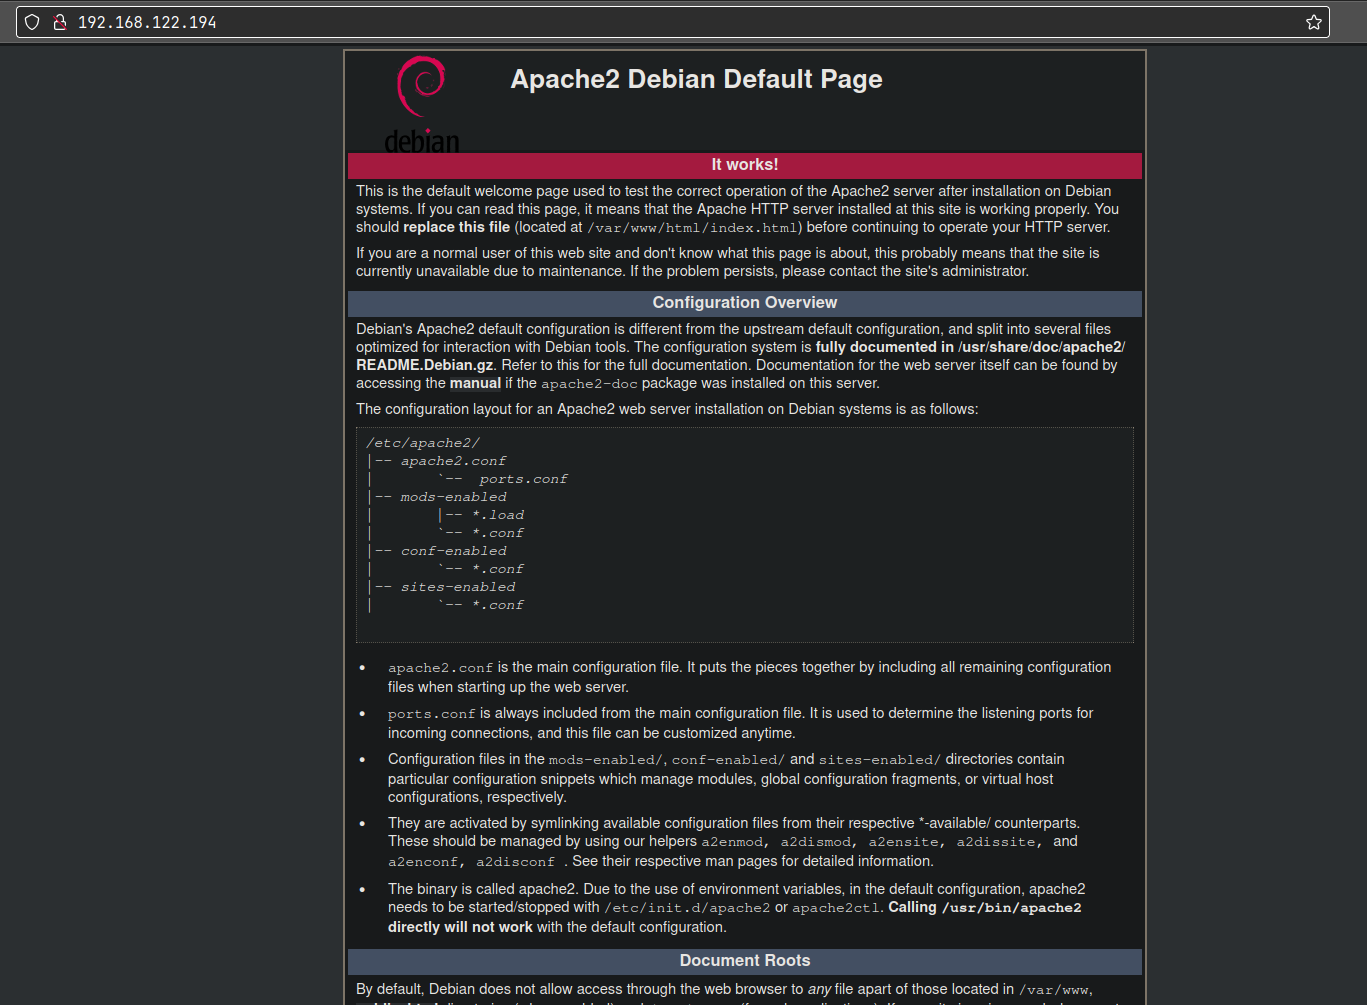 192.168.122.194
Apache2 Debian Default Page
debian
It works!
This is the default welcome page used to test the correct operation of the Apache2 server after installation on Debian
systems. If you can read this page, it means that the Apache HTTP server installed at this site is working properly. You
should replace this file (located at /var/www/html/index.html) before continuing to operate your HTTP server.
If you are a normal user of this web site and don't know what this page is about, this probably means that the site is
currently unavailable due to maintenance. If the problem persists, please contact the site's administrator.
Configuration Overview
Debian's Apache2 default configuration is different from the upstream default configuration, and split into several files
optimized for interaction with Debian tools. The configuration system is fully documented in /usr/share/doc/apache2/
README.Debian.gz. Refer to this for the full documentation. Documentation for the web server itself can be found by
accessing the manual if the apache2-doc package was installed on this server.
The configuration layout for an Apache2 web server installation on Debian systems is as follows:
/etc/apache2/
|-- apache2.conf
|       `--  ports.conf
|-- mods-enabled
|       |-- *.load
|       `-- *.conf
|-- conf-enabled
|       `-- *.conf
|-- sites-enabled
|       `-- *.conf
• apache2.conf is the main configuration file. It puts the pieces together by including all remaining configuration
files when starting up the web server.
• ports.conf is always included from the main configuration file. It is used to determine the listening ports for
incoming connections, and this file can be customized anytime.
• Configuration files in the mods-enabled/, conf-enabled/ and sites-enabled/ directories contain
particular configuration snippets which manage modules, global configuration fragments, or virtual host
configurations, respectively.
• They are activated by symlinking available configuration files from their respective *-available/ counterparts.
These should be managed by using our helpers a2enmod, a2dismod, a2ensite, a2dissite, and
a2enconf, a2disconf . See their respective man pages for detailed information.
• The binary is called apache2. Due to the use of environment variables, in the default configuration, apache2
needs to be started/stopped with /etc/init.d/apache2 or apache2ctl. Calling /usr/bin/apache2
directly will not work with the default configuration.
Document Roots
By default, Debian does not allow access through the web browser to any file apart of those located in /var/www,